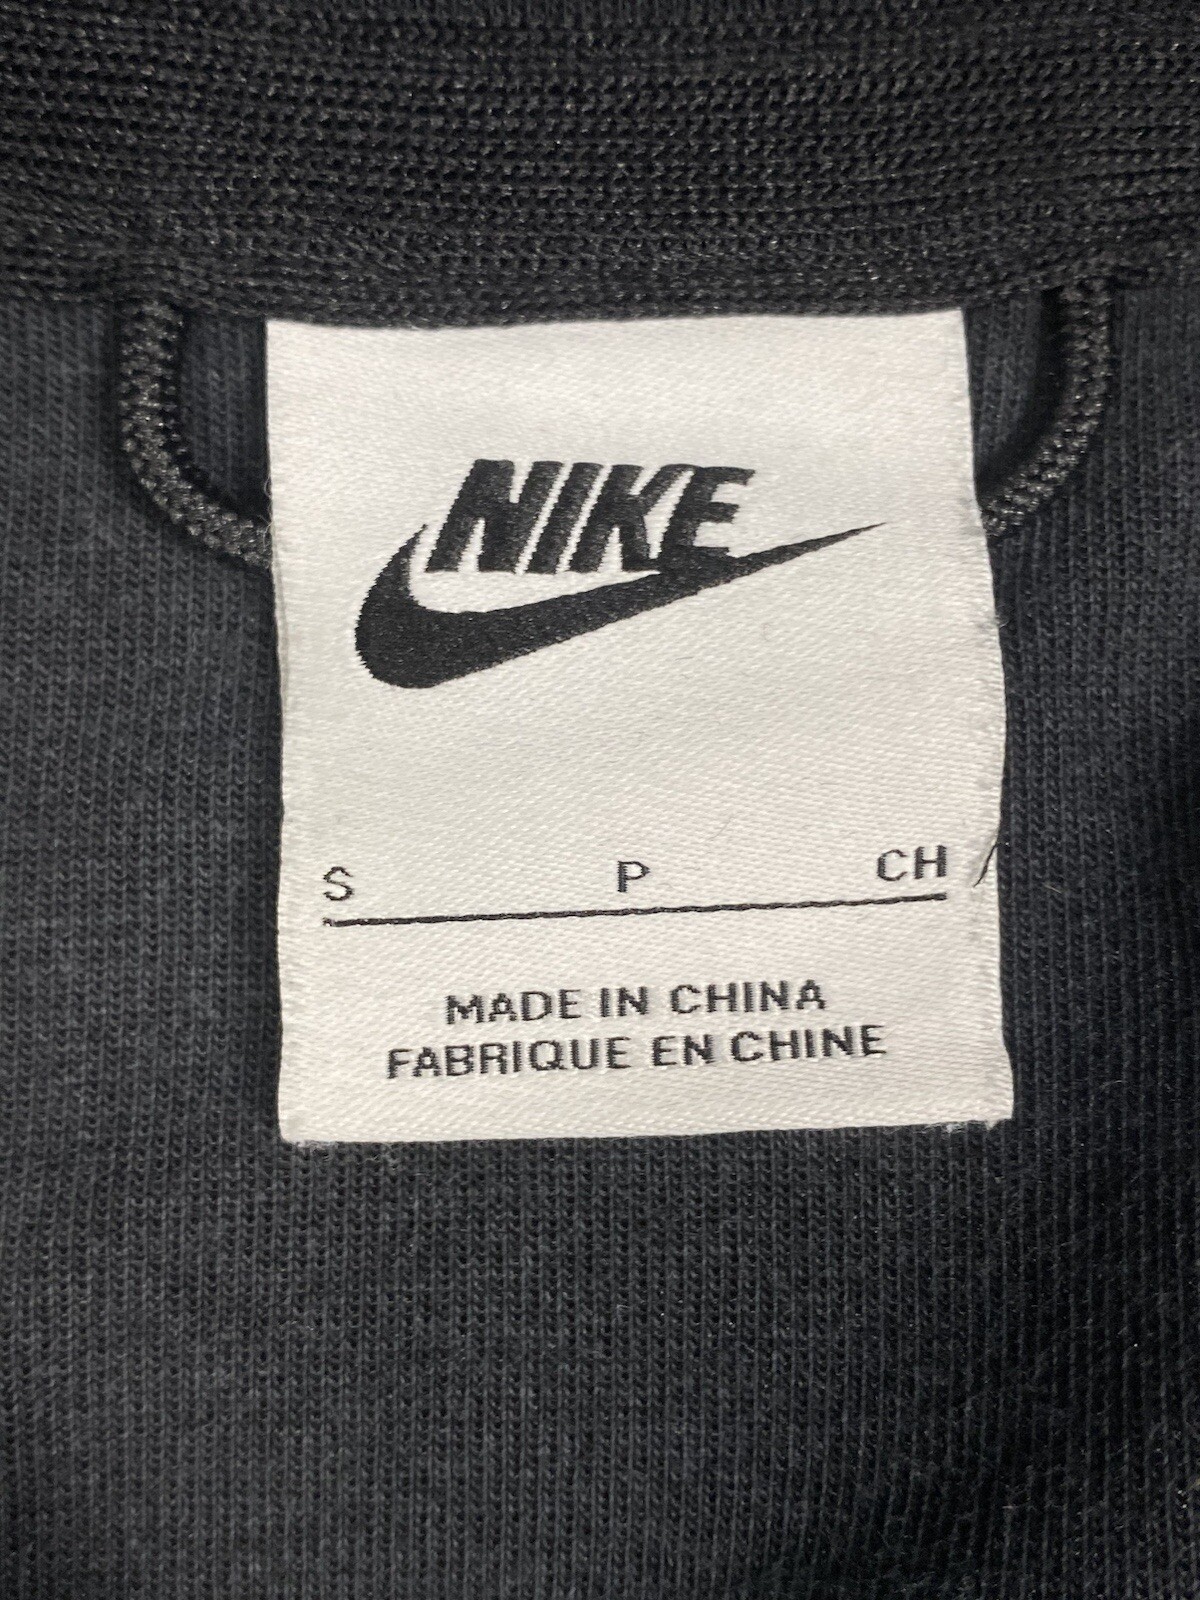 NIKE
S P CH
MADE IN CHINA
FABRIQUE EN CHINE